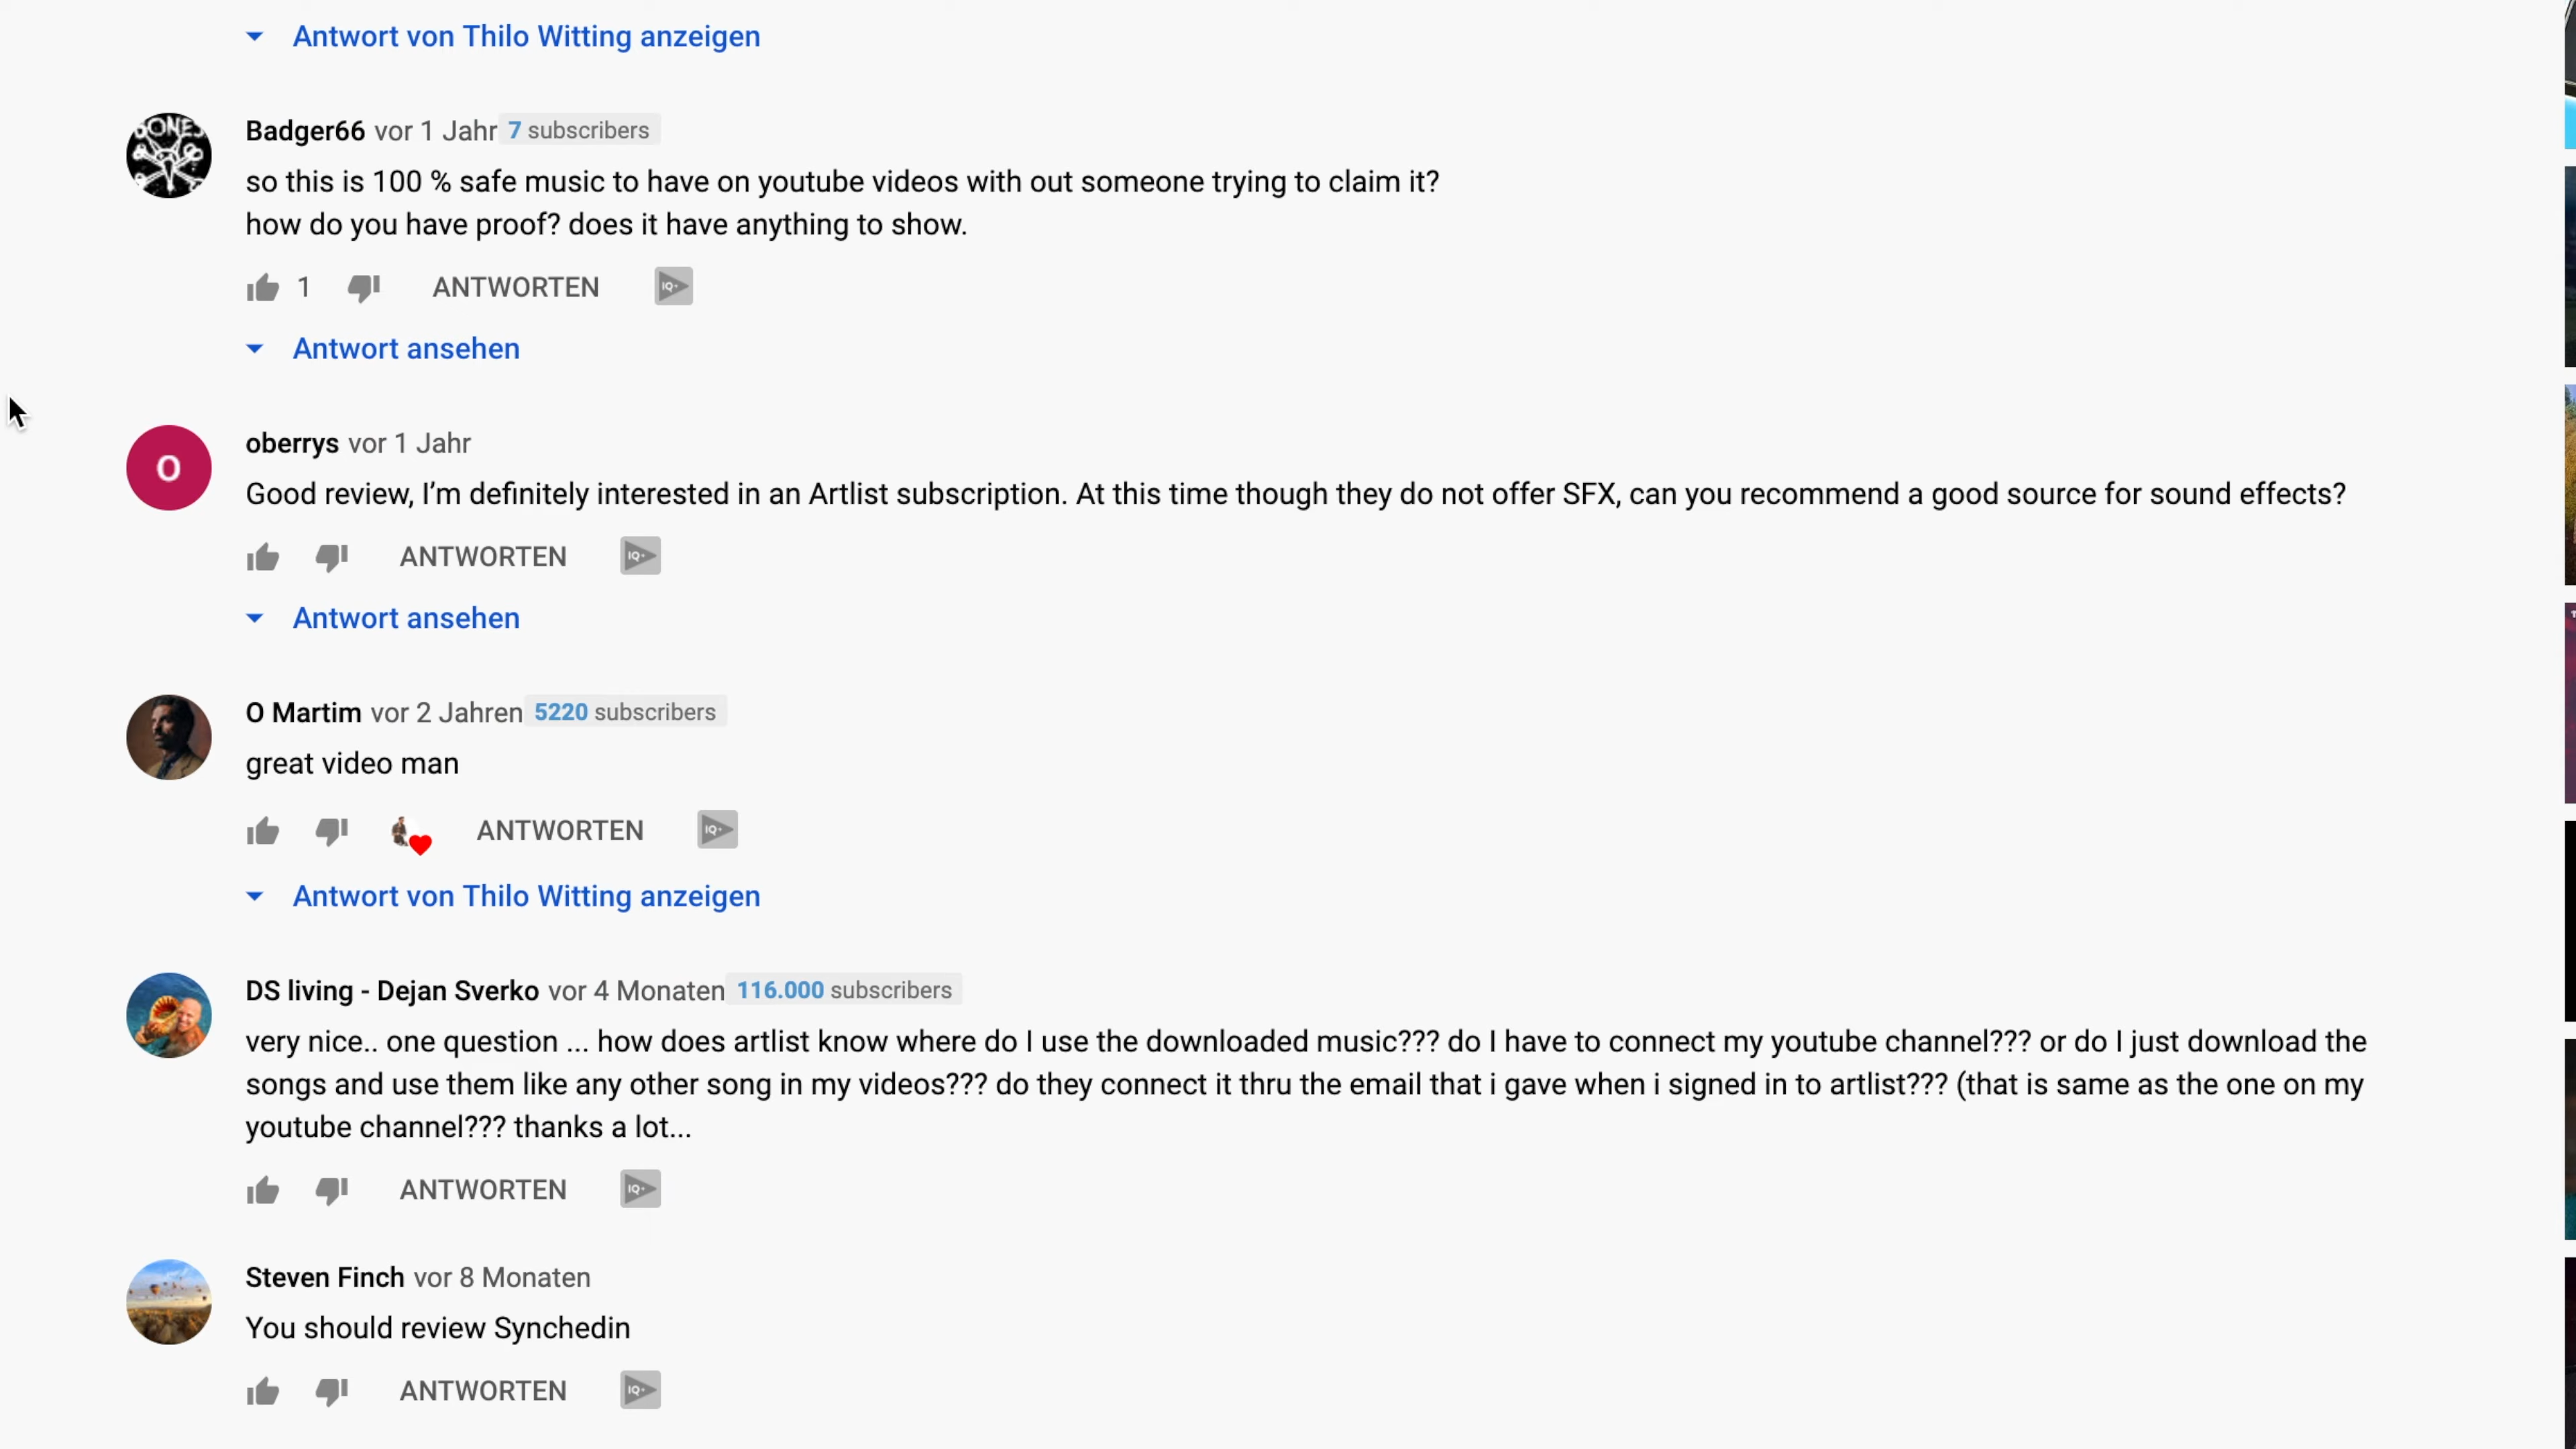 Antwort von Thilo Witting anzeigen
BONES
Badger66 vor 1 Jahr 7 subscribers
so this is 100 % safe music to have on youtube videos with out someone trying to claim it?
how do you have proof? does it have anything to show.
1 ANTWORTEN IQ+
Antwort ansehen
oberrys vor 1 Jahr
O
Good review, I’m definitely interested in an Artlist subscription. At this time though they do not offer SFX, can you recommend a good source for sound effects?
ANTWORTEN IQ+
Antwort ansehen
O Martim vor 2 Jahren 5220 subscribers
great video man
ANTWORTEN IQ+
Antwort von Thilo Witting anzeigen
DS living - Dejan Sverko vor 4 Monaten 116.000 subscribers
very nice.. one question ... how does artlist know where do I use the downloaded music??? do I have to connect my youtube channel??? or do I just download the
songs and use them like any other song in my videos??? do they connect it thru the email that i gave when i signed in to artlist??? (that is same as the one on my
youtube channel??? thanks a lot...
ANTWORTEN IQ+
Steven Finch vor 8 Monaten
You should review Synchedin
ANTWORTEN IQ+